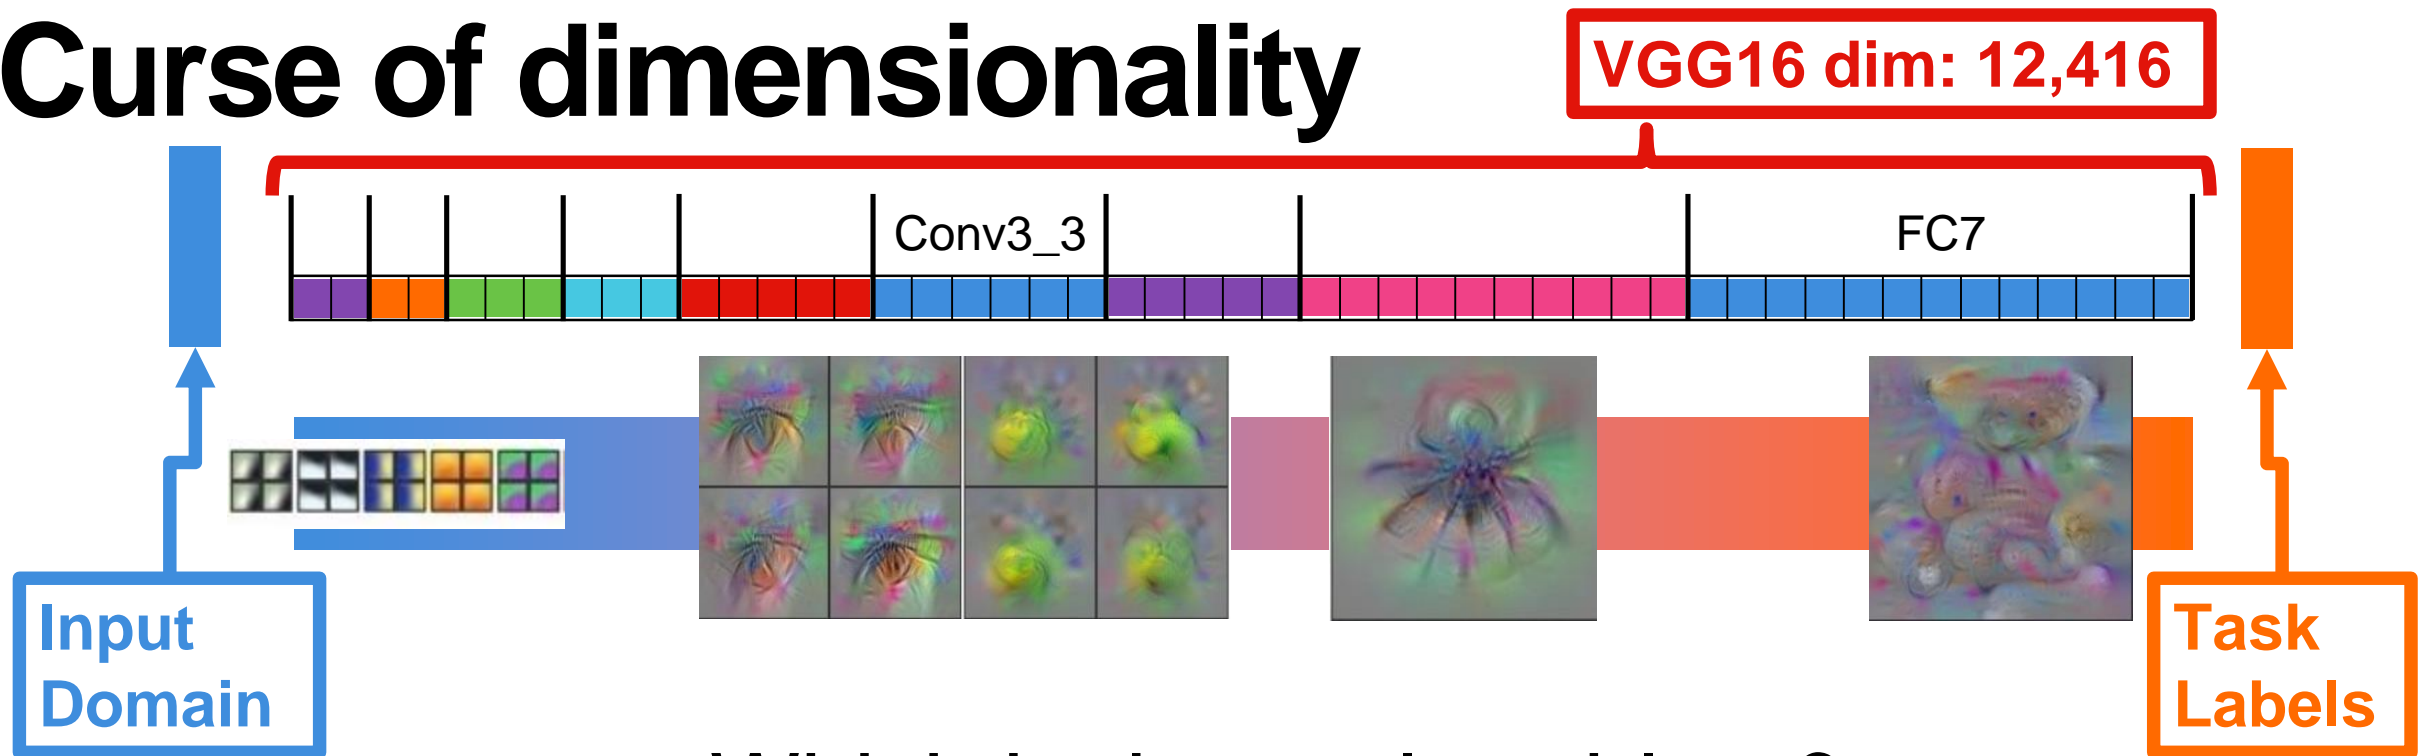 Curse of dimensionality
VGG16 dim: 12,416
Conv3_3
FC7
Input
Domain
Task
Labels